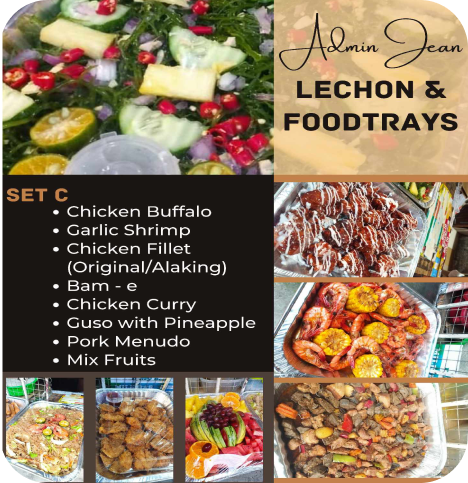 Admin Jean
LECHON &
FOODTRAYS
SET C
• Chicken Buffalo
• Garlic Shrimp
• Chicken Fillet
(Original/Alaking)
• Bam - e
• Chicken Curry
• Guso with Pineapple
• Pork Menudo
• Mix Fruits